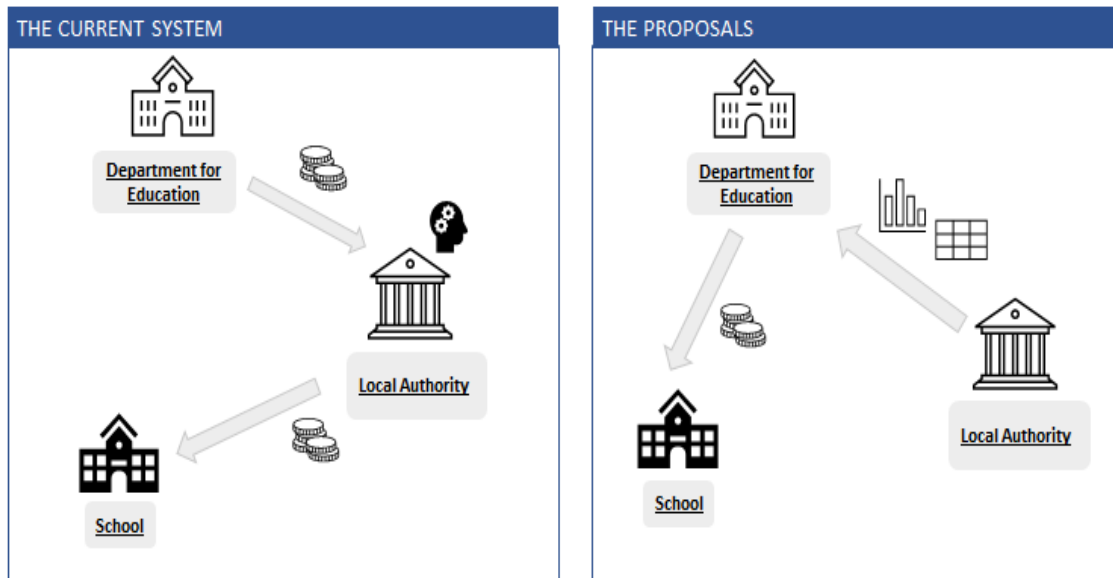 THE CURRENT SYSTEM
Department for
Education
Local Authority
School
THE PROPOSALS
Department for
Education
Local Authority
School